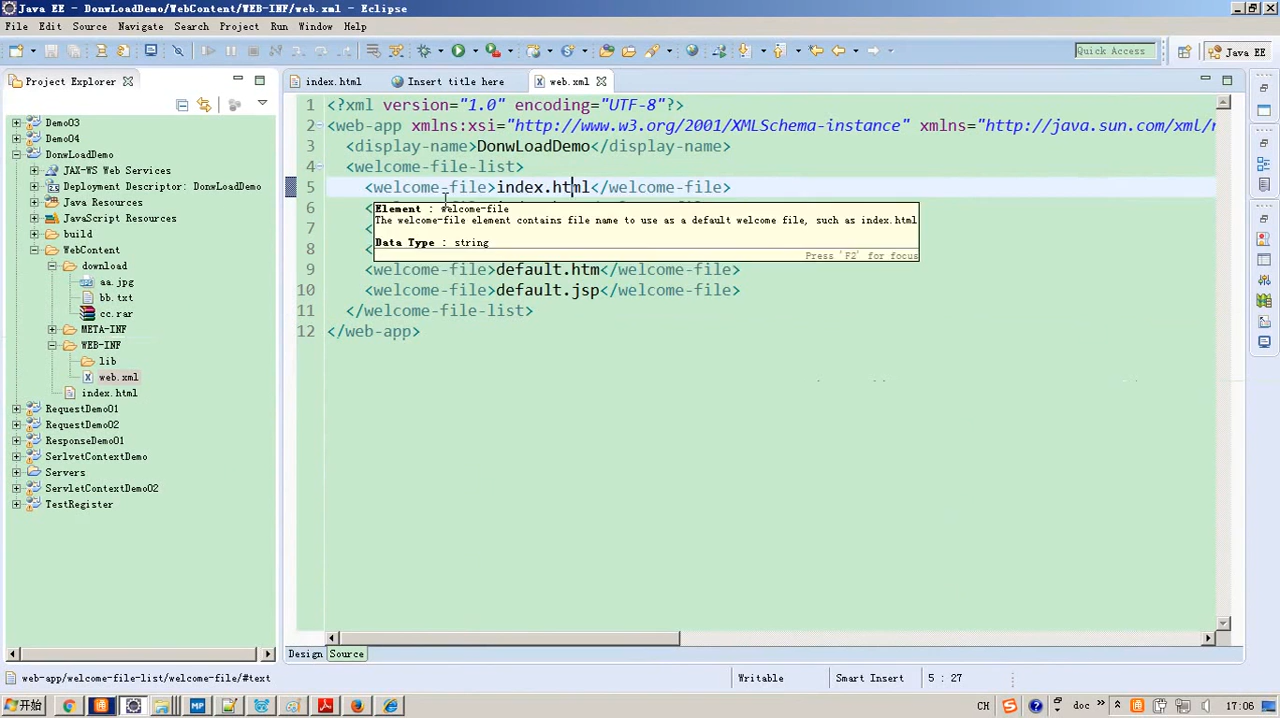 Java EE - DonwLoadDemo/WebContent/WEB-INF/web.xml - Eclipse
File Edit Source Navigate Search Project Run Window Help
Quick Access
Java EE
Project Explorer
index.html
Insert title here
web.xml
Demo03
Demo04
DonwLoadDemo
JAX-WS Web Services
Deployment Descriptor: DonwLoadDemo
Java Resources
JavaScript Resources
build
WebContent
download
aa.jpg
bb.txt
cc.rar
META-INF
WEB-INF
lib
web.xml
index.html
RequestDemo01
RequestDemo02
ResponseDemo01
SerlvetContextDemo
Servers
ServletContextDemo02
TestRegister
1 <?xml version="1.0" encoding="UTF-8"?>
2 <web-app xmlns:xsi="http://www.w3.org/2001/XMLSchema-instance" xmlns="http://java.sun.com/xml/
3 <display-name>DonwLoadDemo</display-name>
4 <welcome-file-list>
5 <welcome-file>index.html</welcome-file>
6 <
7 <
8 <
Element : welcome-file
The welcome-file element contains file name to use as a default welcome file, such as index.html
Data Type : string
Press 'F2' for focus
9 <welcome-file>default.htm</welcome-file>
10 <welcome-file>default.jsp</welcome-file>
11 </welcome-file-list>
12 </web-app>
Design Source
web-app/welcome-file-list/welcome-file/#text
Writable
Smart Insert
5 : 27
开始
MP
CH
doc
17:06